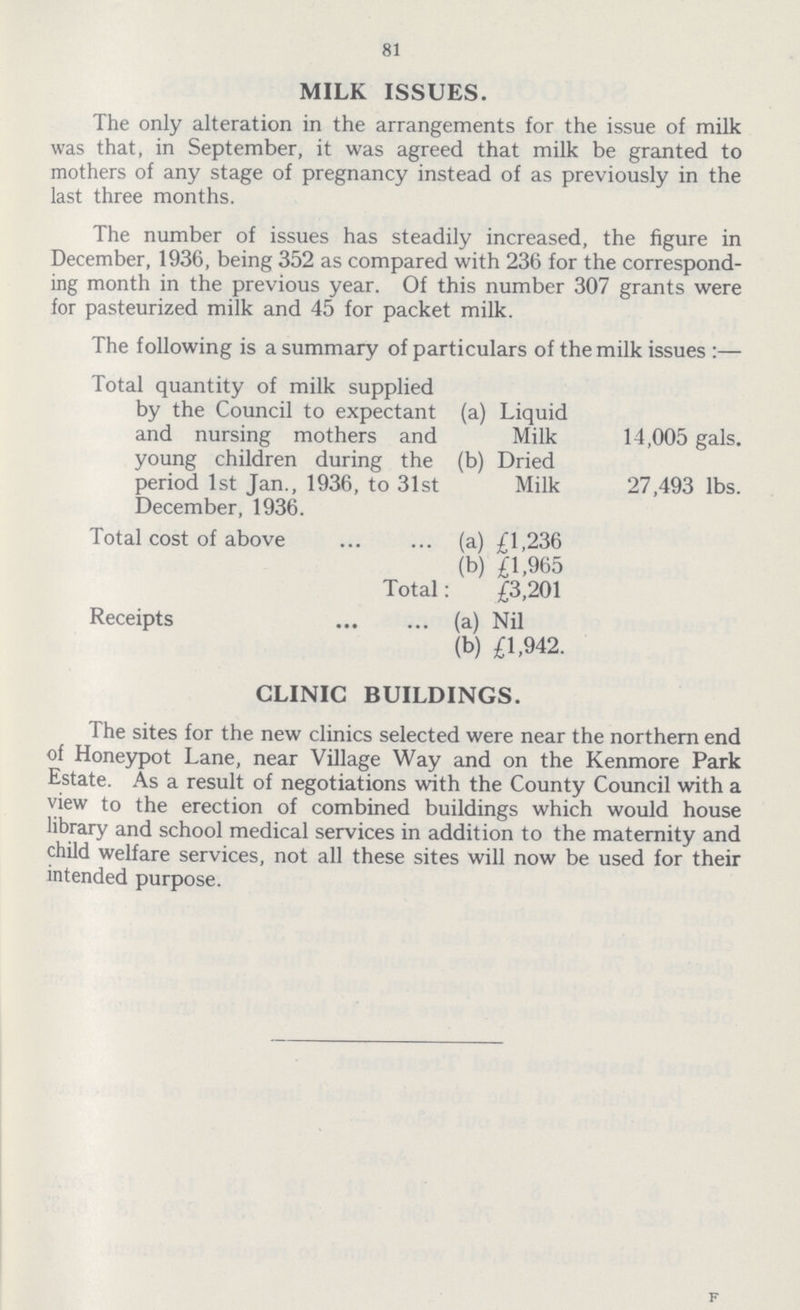 81
MILK ISSUES.
The only alteration in the arrangements for the issue of milk
was that, in September, it was agreed that milk be granted to
mothers of any stage of pregnancy instead of as previously in the
last three months.
The number of issues has steadily increased, the figure in
December, 1936, being 352 as compared with 236 for the correspond-
ing month in the previous year. Of this number 307 grants were
for pasteurized milk and 45 for packet milk.
The following is a summary of particulars of the milk issues :—
Total quantity of milk supplied
by the Council to expectant (a) Liquid
and nursing mothers and Milk 14,005 gals.
young children during the (b) Dried
period 1st Jan., 1936, to 31st Milk 27,493 lbs.
December, 1936.
Total cost of above ... ... (a) £1,236
(b) £1,965
Total: £3,201
Receipts ... ... (a) Nil
(b) £1,942.
CLINIC BUILDINGS.
The sites for the new clinics selected were near the northern end
of Honeypot Lane, near Village Way and on the Kenmore Park
Estate. As a result of negotiations with the County Council with a
view to the erection of combined buildings which would house
library and school medical services in addition to the maternity and
child welfare services, not all these sites will now be used for their
intended purpose.
F